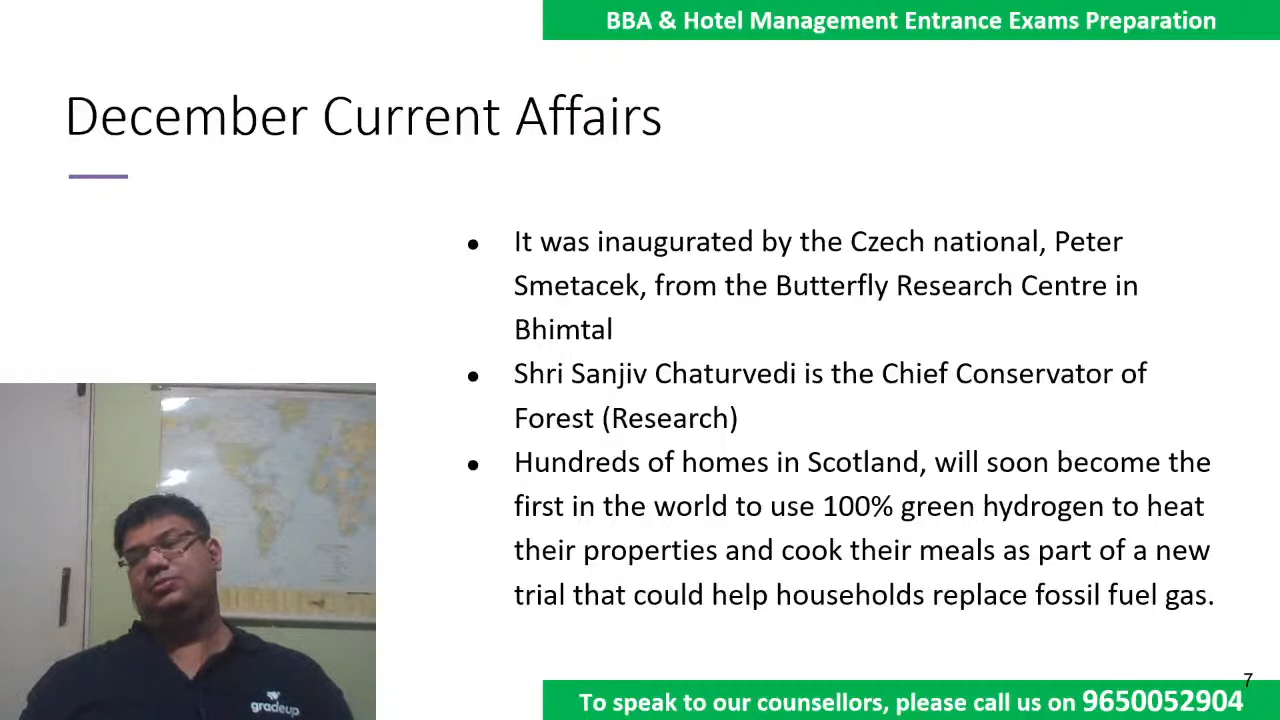 BBA & Hotel Management Entrance Exams Preparation
December Current Affairs
• It was inaugurated by the Czech national, Peter
Smetacek, from the Butterfly Research Centre in
Bhimtal
• Shri Sanjiv Chaturvedi is the Chief Conservator of
Forest (Research)
• Hundreds of homes in Scotland, will soon become the
first in the world to use 100% green hydrogen to heat
their properties and cook their meals as part of a new
trial that could help households replace fossil fuel gas.
gradeup
7
To speak to our counsellors, please call us on 9650052904